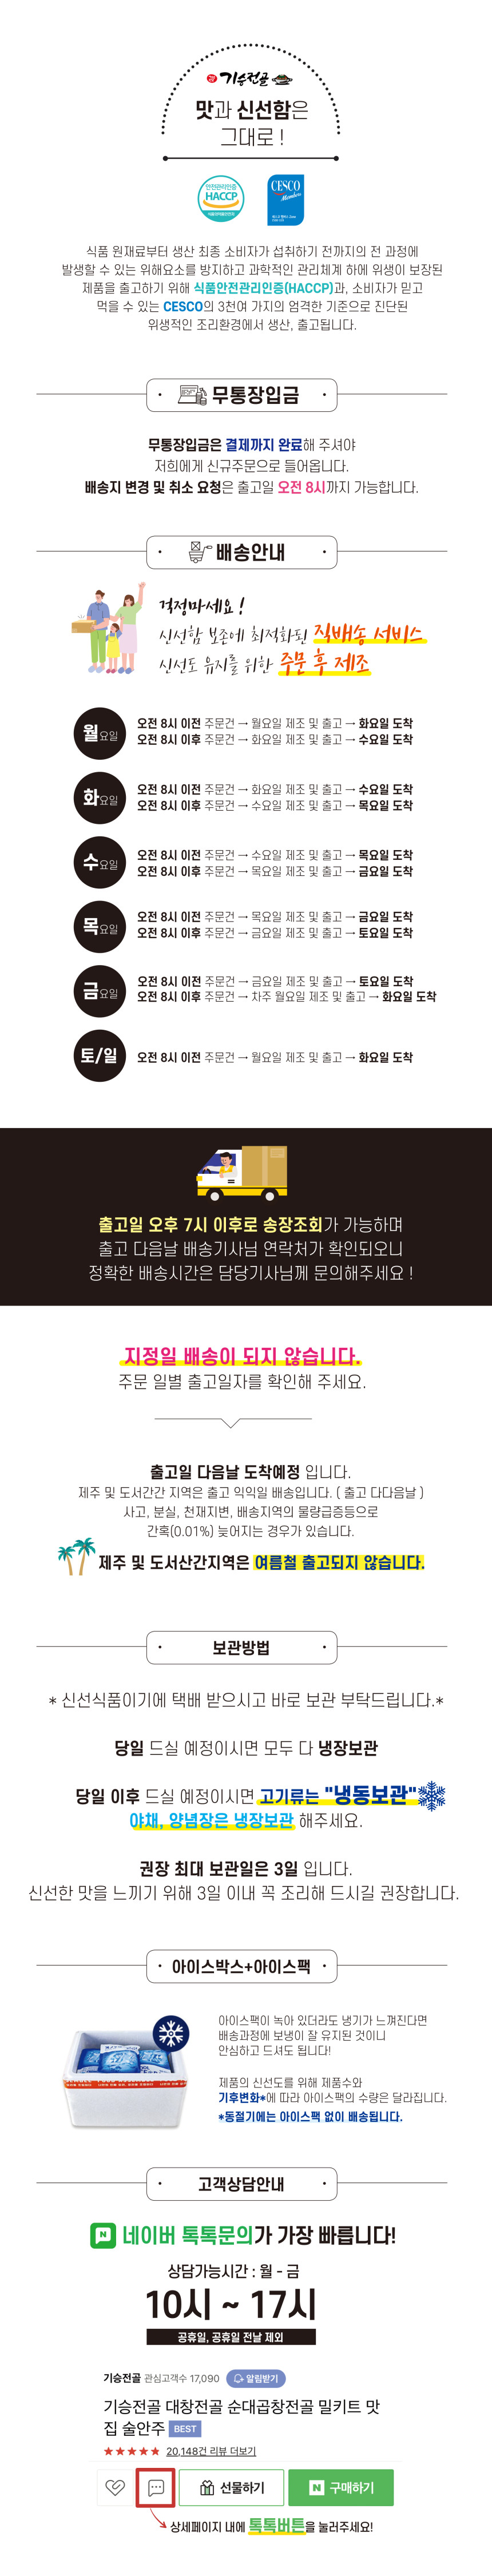 기승전골
맛과 신선함은
그대로 !
안전관리인증
HACCP
식품의약품안전처
CESCO
Members
식품 원재료부터 생산 최종 소비자가 섭취하기 전까지의 전 과정에
발생할 수 있는 위해요소를 방지하고 과학적인 관리체계 하에 위생이 보장된
제품을 출고하기 위해 식품안전관리인증(HACCP)과, 소비자가 믿고
먹을 수 있는 CESCO의 3천여 가지의 엄격한 기준으로 진단된
위생적인 조리환경에서 생산, 출고됩니다.
무통장입금
무통장입금은 결제까지 완료해 주셔야
저희에게 신규주문으로 들어옵니다.
배송지 변경 및 취소 요청은 출고일 오전 8시까지 가능합니다.
배송안내
걱정마세요 !
신선함 보존에 최적화된 직배송 서비스
신선도 유지를 위한 주문 후 제조
월요일
오전 8시 이전 주문건 → 월요일 제조 및 출고 → 화요일 도착
오전 8시 이후 주문건 → 화요일 제조 및 출고 → 수요일 도착
화요일
오전 8시 이전 주문건 → 화요일 제조 및 출고 → 수요일 도착
오전 8시 이후 주문건 → 수요일 제조 및 출고 → 목요일 도착
수요일
오전 8시 이전 주문건 → 수요일 제조 및 출고 → 목요일 도착
오전 8시 이후 주문건 → 목요일 제조 및 출고 → 금요일 도착
목요일
오전 8시 이전 주문건 → 목요일 제조 및 출고 → 금요일 도착
오전 8시 이후 주문건 → 금요일 제조 및 출고 → 토요일 도착
금요일
오전 8시 이전 주문건 → 금요일 제조 및 출고 → 토요일 도착
오전 8시 이후 주문건 → 차주 월요일 제조 및 출고 → 화요일 도착
토/일
오전 8시 이전 주문건 → 월요일 제조 및 출고 → 화요일 도착
출고일 오후 7시 이후로 송장조회가 가능하며
출고 다음날 배송기사님 연락처가 확인되오니
정확한 배송시간은 담당기사님께 문의해주세요 !
지정일 배송이 되지 않습니다.
주문 일별 출고일자를 확인해 주세요.
출고일 다음날 도착예정 입니다.
제주 및 도서간간 지역은 출고 익익일 배송입니다. ( 출고 다다음날 )
사고, 분실, 천재지변, 배송지역의 물량급증등으로
간혹(0.01%) 늦어지는 경우가 있습니다.
제주 및 도서산간지역은 여름철 출고되지 않습니다.
보관방법
* 신선식품이기에 택배 받으시고 바로 보관 부탁드립니다.*
당일 드실 예정이시면 모두 다 냉장보관
당일 이후 드실 예정이시면 고기류는 "냉동보관"
야채, 양념장은 냉장보관 해주세요.
권장 최대 보관일은 3일 입니다.
신선한 맛을 느끼기 위해 3일 이내 꼭 조리해 드시길 권장합니다.
아이스박스+아이스팩
아이스팩이 녹아 있더라도 냉기가 느껴진다면
배송과정에 보냉이 잘 유지된 것이니
안심하고 드셔도 됩니다!
제품의 신선도를 위해 제품수와
기후변화*에 따라 아이스팩의 수량은 달라집니다.
*동절기에는 아이스팩 없이 배송됩니다.
고객상담안내
네이버 톡톡문의가 가장 빠릅니다!
상담가능시간 : 월 - 금
10시 ~ 17시
공휴일, 공휴일 전날 제외
기승전골 관심고객수 17,090 알림받기
기승전골 대창전골 순대곱창전골 밀키트 맛
집 술안주 BEST
20,148건 리뷰 더보기
선물하기
N 구매하기
상세페이지 내에 톡톡버튼을 눌러주세요!